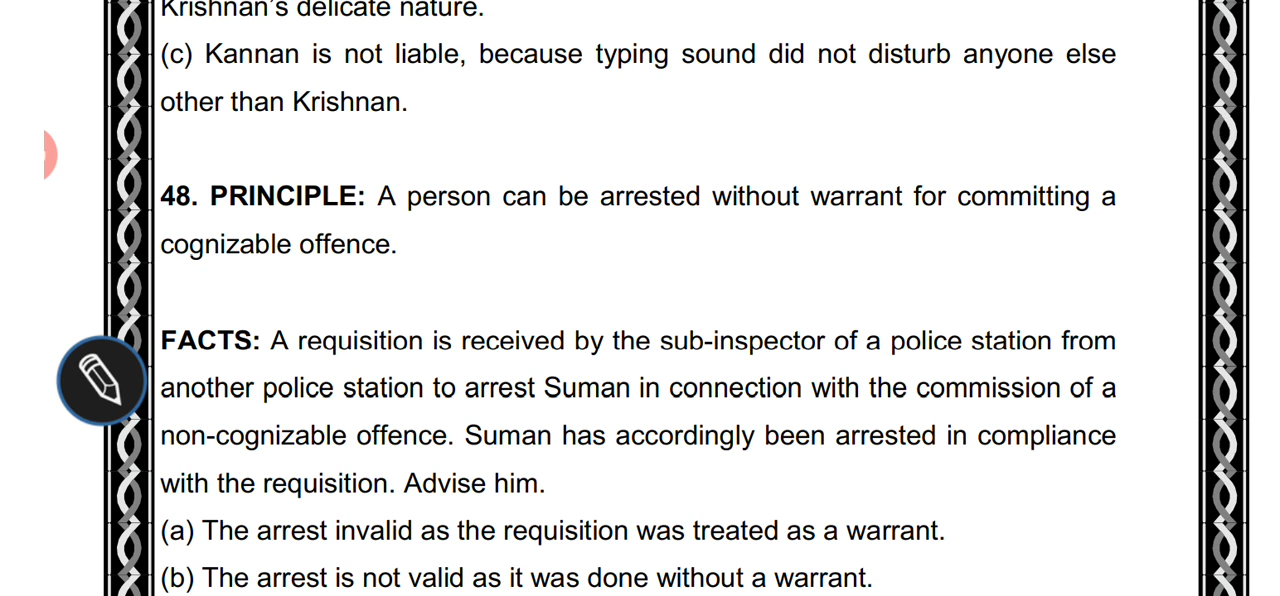 Krishnan's delicate nature.
(c) Kannan is not liable, because typing sound did not disturb anyone else
other than Krishnan.
48. PRINCIPLE: A person can be arrested without warrant for committing a
cognizable offence.
FACTS: A requisition is received by the sub-inspector of a police station from
another police station to arrest Suman in connection with the commission of a
non-cognizable offence. Suman has accordingly been arrested in compliance
with the requisition. Advise him.
(a) The arrest invalid as the requisition was treated as a warrant.
(b) The arrest is not valid as it was done without a warrant.